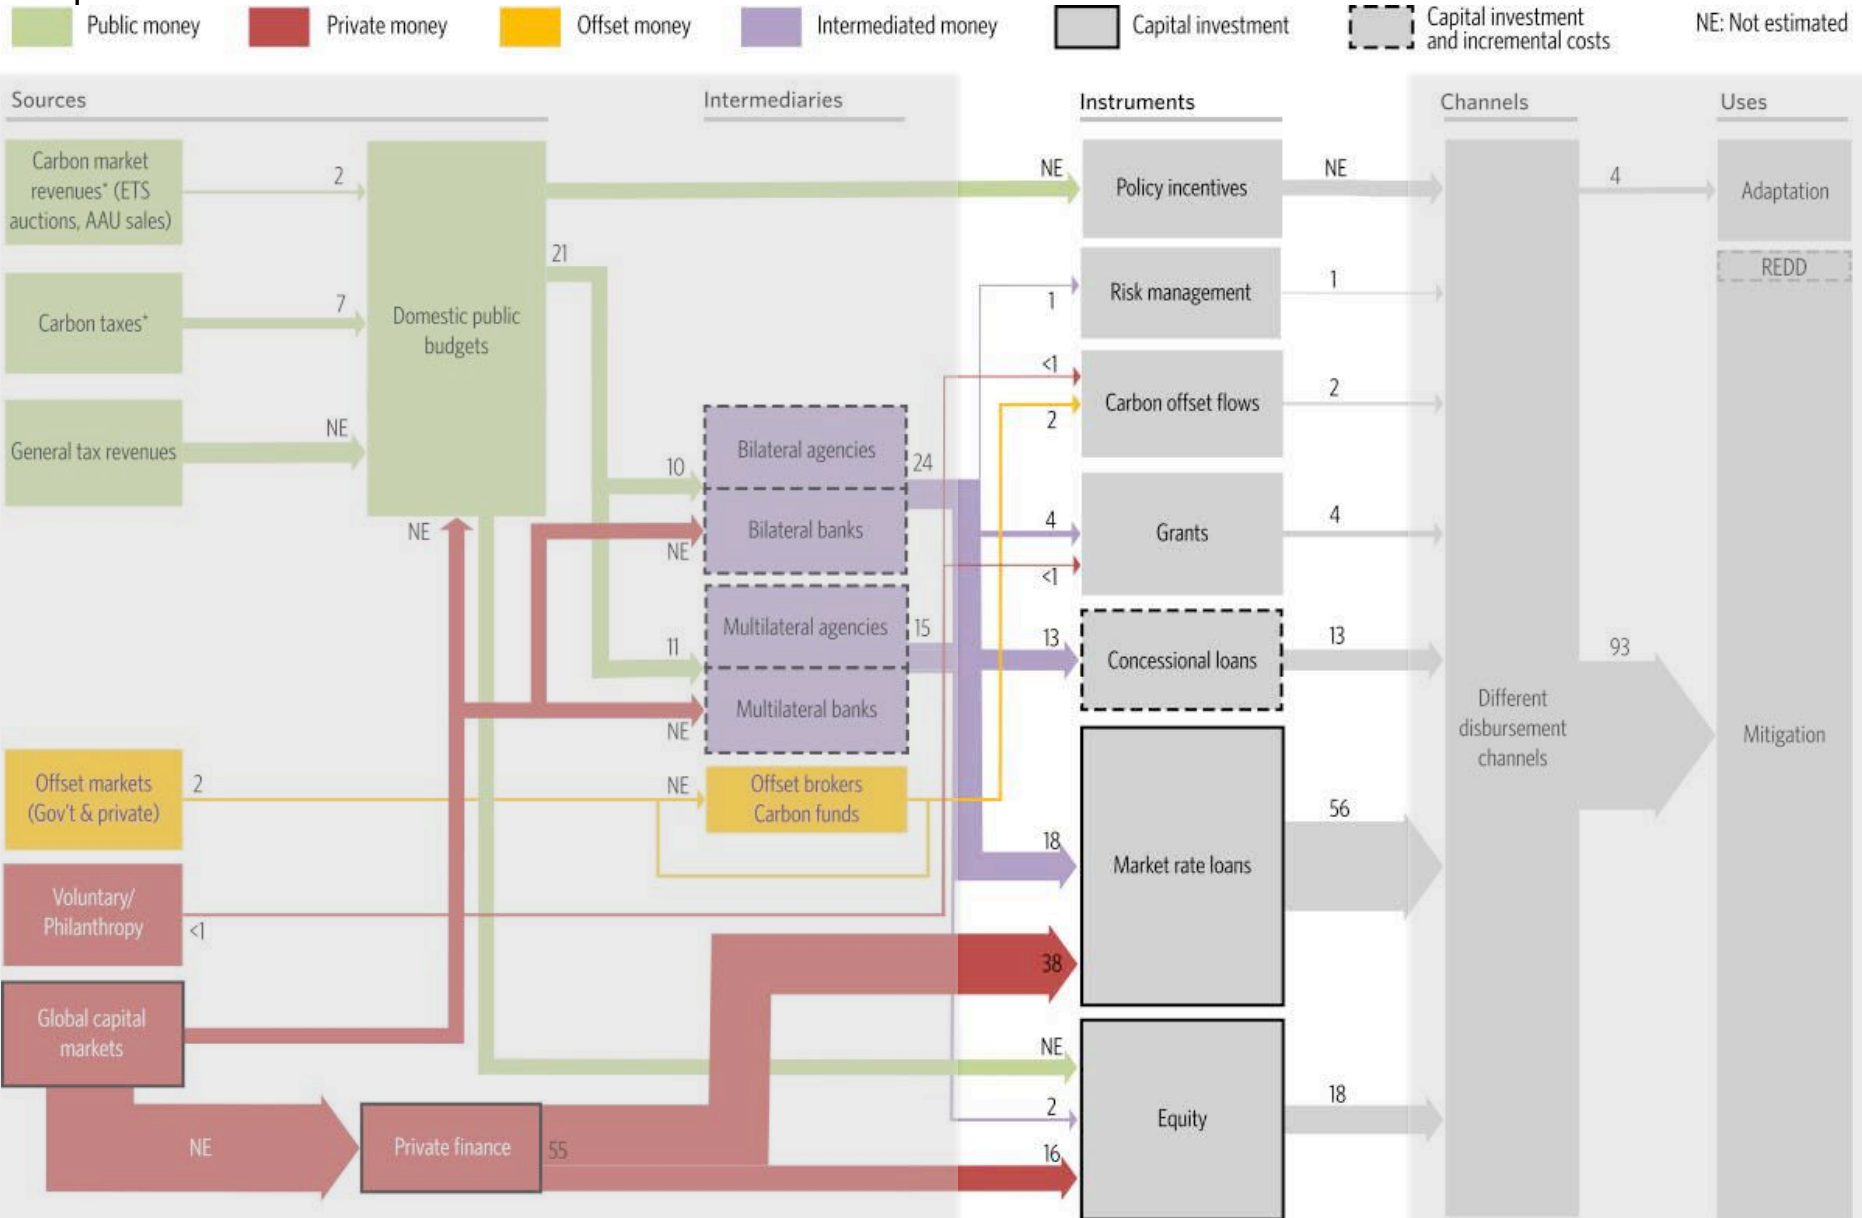 Public money
Private money
Offset money
Intermediated money
Capital investment
Capital investment
and incremental costs
NE: Not estimated
Sources
Intermediaries
Instruments
Channels
Uses
Carbon market
revenues* (ETS
auctions, AAU sales)
2
Carbon taxes*
7
General tax revenues
NE
Domestic public
budgets
21
NE
10
NE
11
NE
Bilateral agencies
24
Bilateral banks
Multilateral agencies
15
Multilateral banks
Offset markets
(Gov't & private)
2
NE
Offset brokers
Carbon funds
Voluntary/
Philanthropy
<1
Global capital
markets
NE
Private finance
55
NE
Policy incentives
NE
1
Risk management
1
<1
2
Carbon offset flows
2
4
<1
Grants
4
13
Concessional loans
13
18
38
Market rate loans
56
NE
2
16
Equity
18
Different
disbursement
channels
4
93
Adaptation
REDD
Mitigation